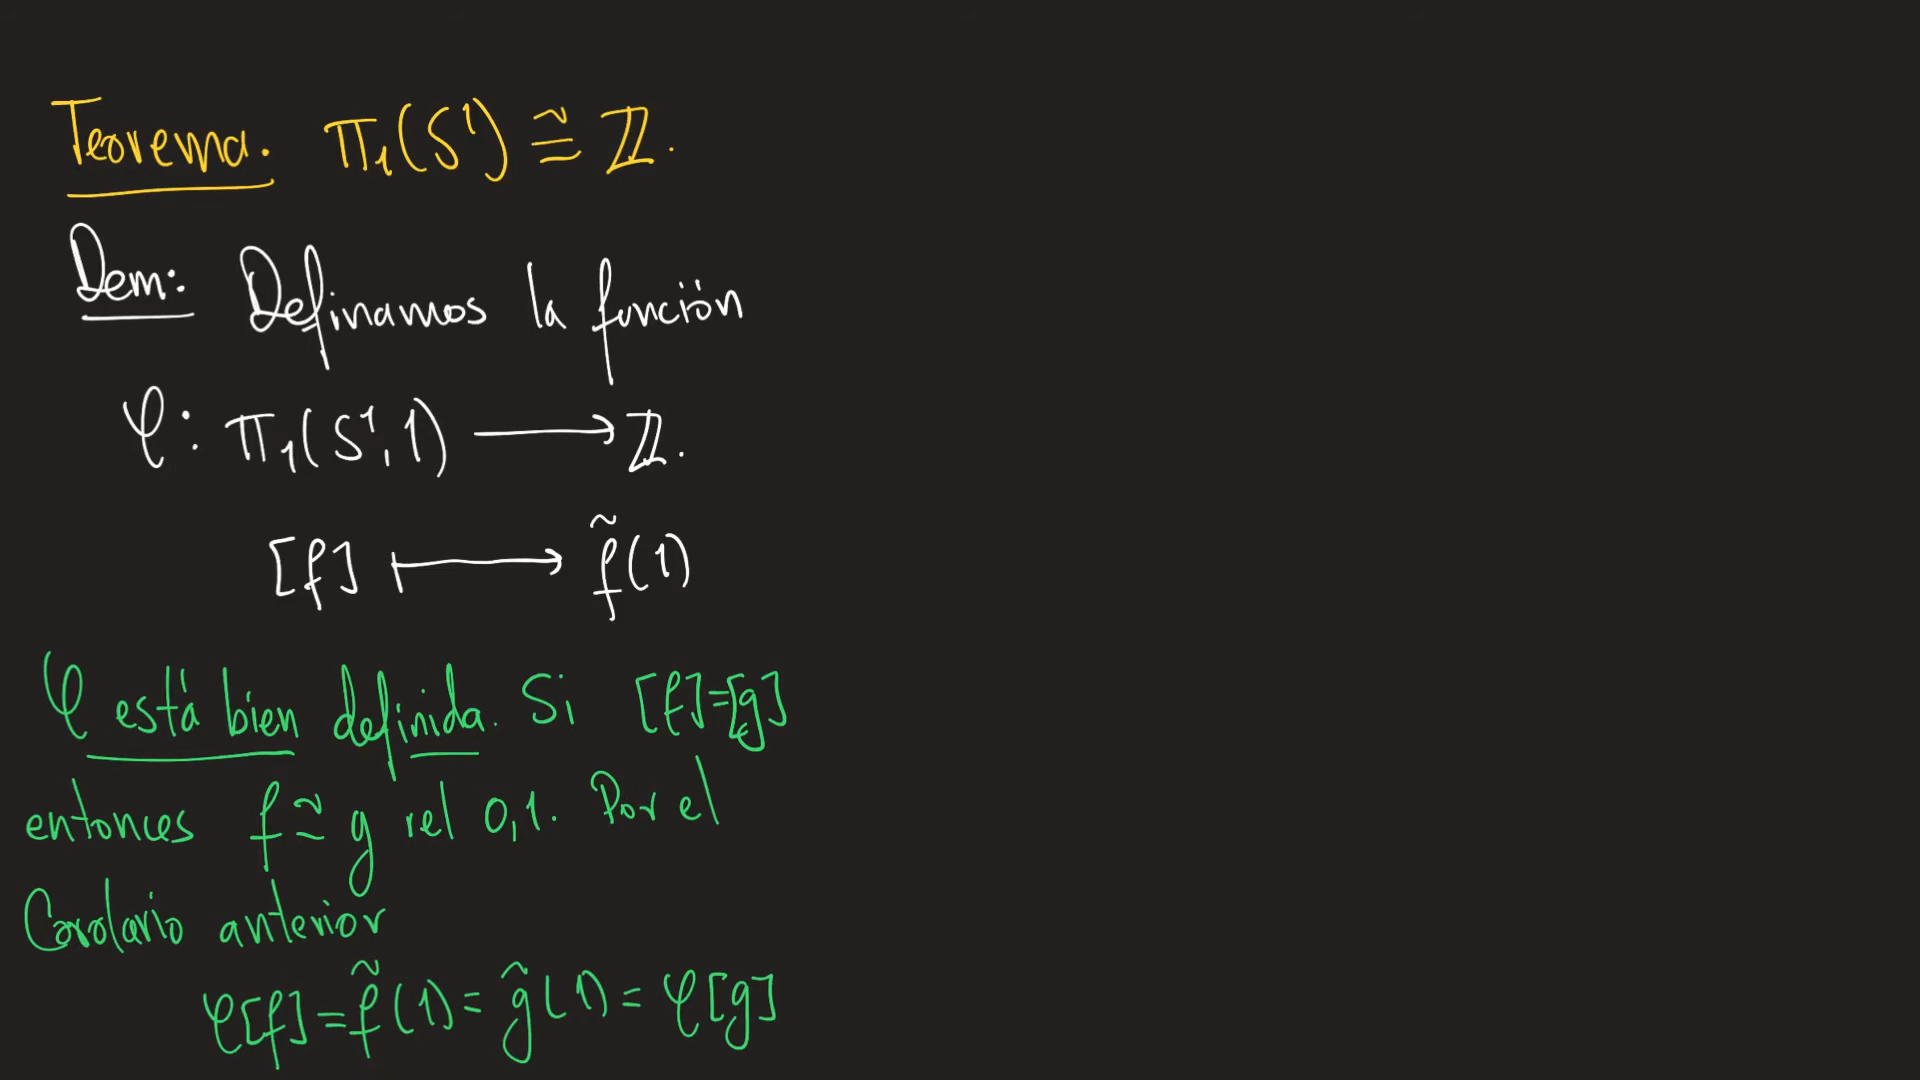 Teorema. π₁(S¹) ≅ ℤ.
Dem: Definamos la función
φ: π₁(S¹, 1) ⟶ ℤ.
[f] ⟼ f̃(1)
φ está bien definida. Si [f]=[g]
entonces f ≃ g rel 0,1. Por el
Corolario anterior
φ[f] = f̃(1) = g̃(1) = φ[g]